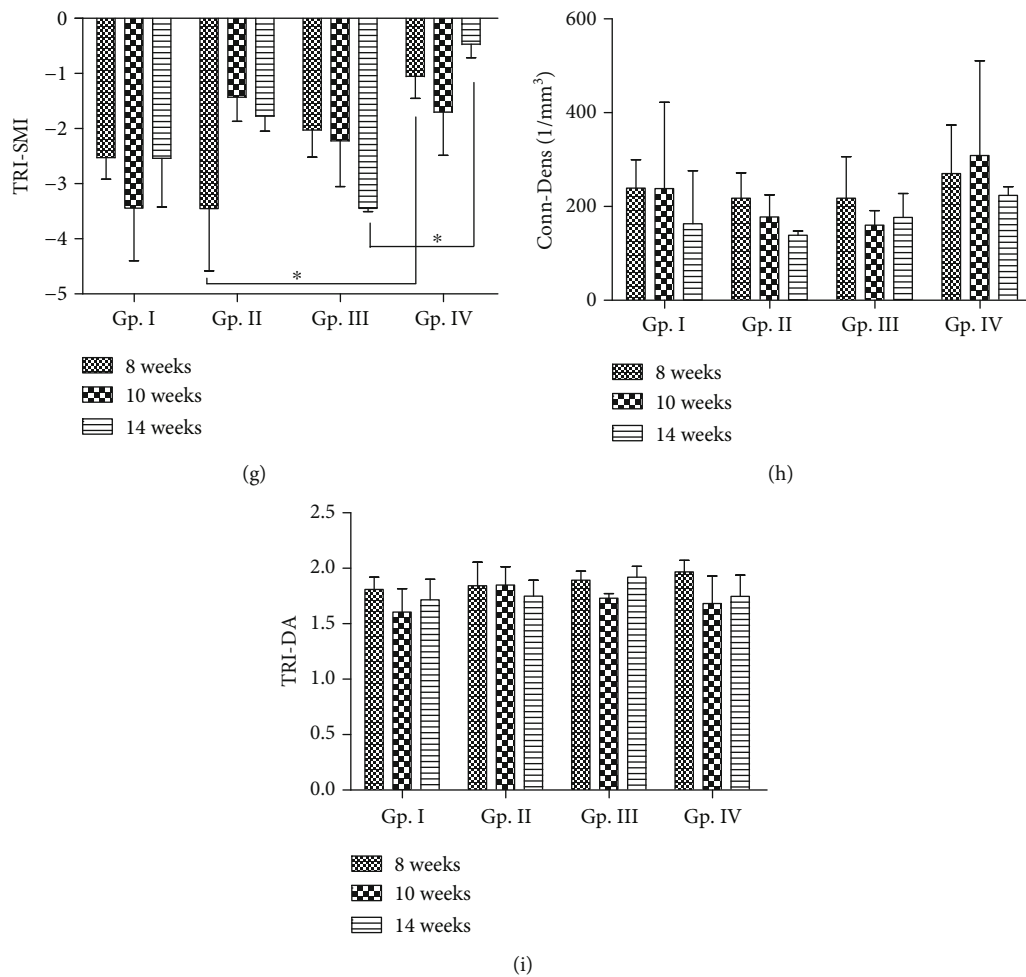 0
−1
−2
−3
−4
−5
TRI-SMI
*
*
Gp. I Gp. II Gp. III Gp. IV
8 weeks
10 weeks
14 weeks
(g)
600
400
200
0
Conn-Dens (1/mm³)
Gp. I Gp. II Gp. III Gp. IV
8 weeks
10 weeks
14 weeks
(h)
2.5
2.0
1.5
1.0
0.5
0.0
TRI-DA
Gp. I Gp. II Gp. III Gp. IV
8 weeks
10 weeks
14 weeks
(i)